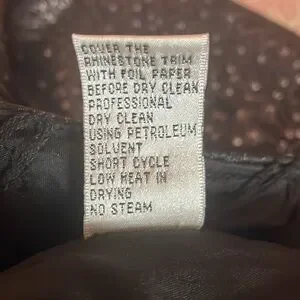 COVER THE
RHINESTONE TRIM
WITH FOIL PAPER
BEFORE DRY CLEAN
PROFESSIONAL
DRY CLEAN
USING PETROLEUM
SOLVENT
SHORT CYCLE
LOW HEAT IN
DRYING
NO STEAM